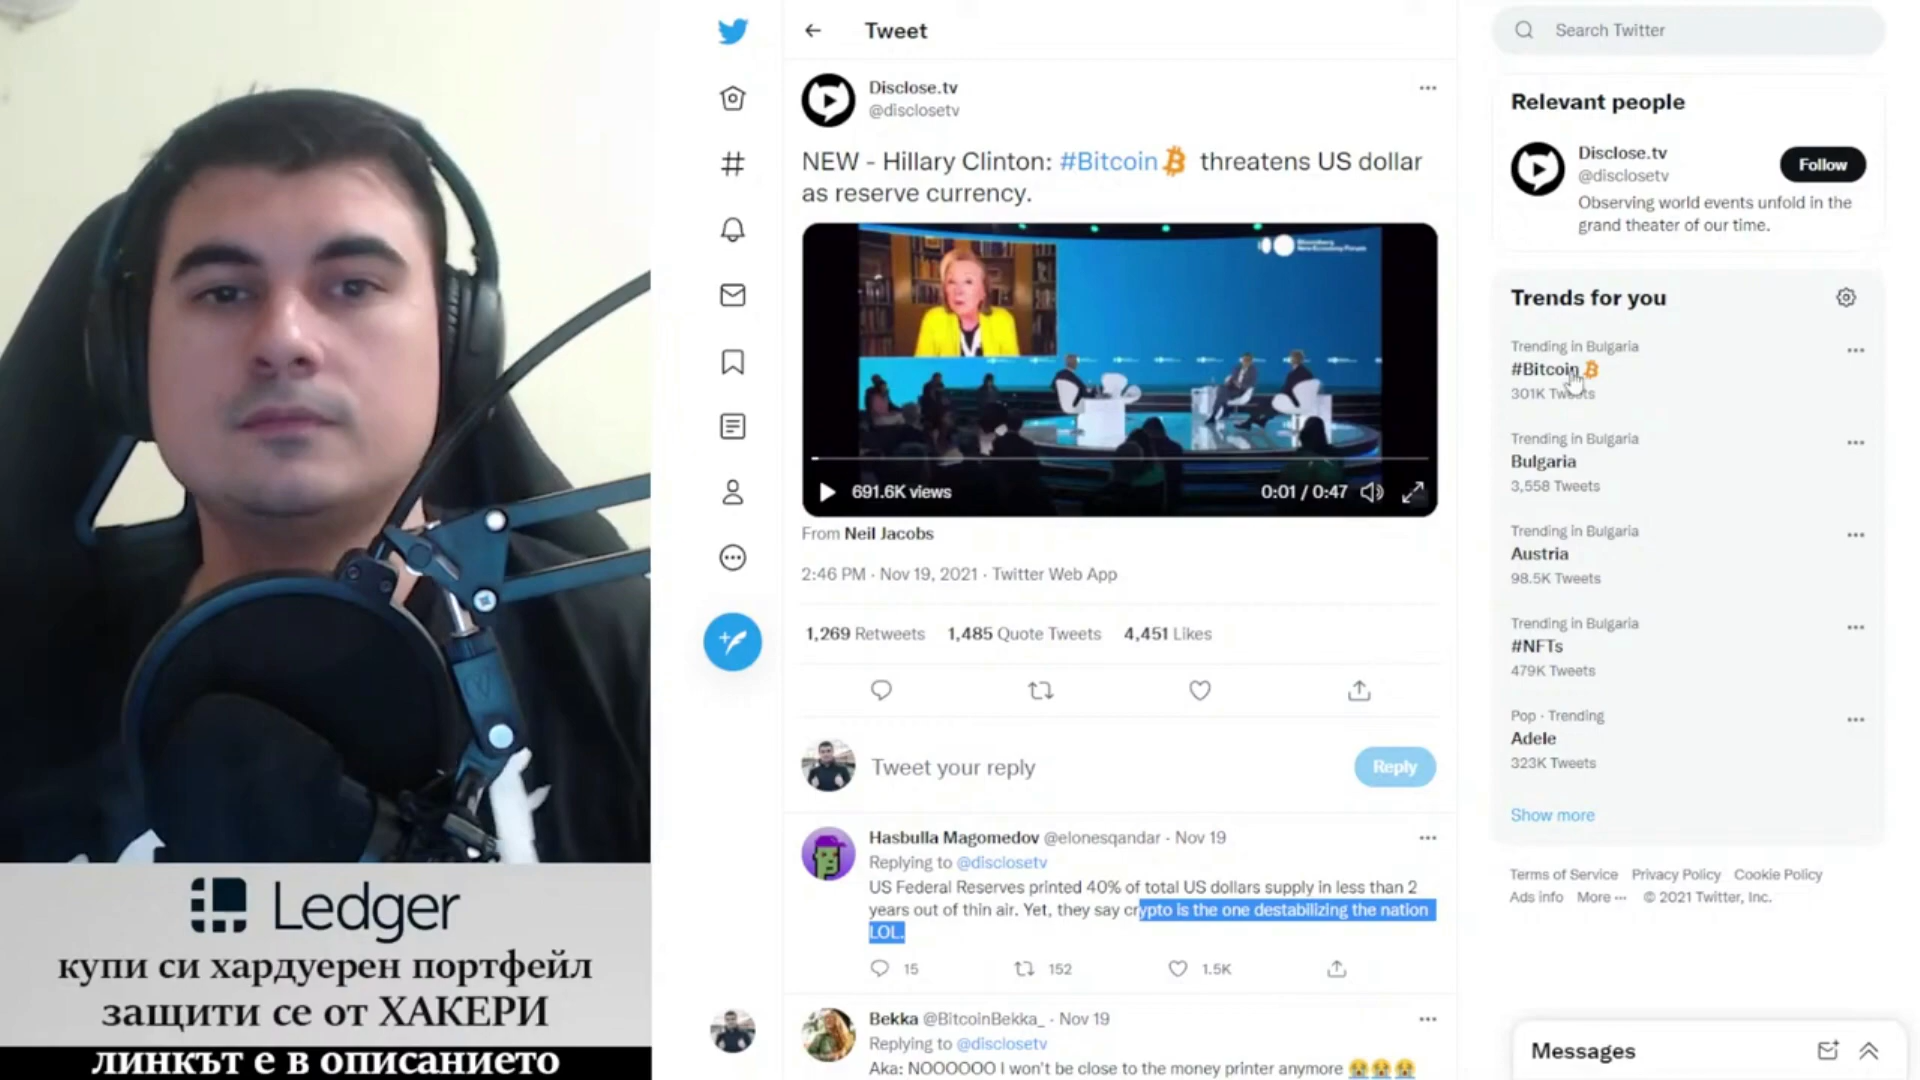 Tweet
Disclose.tv
@disclosetv
NEW - Hillary Clinton: #Bitcoin threatens US dollar
as reserve currency.
Bloomberg
New Economy Forum
691.6K views
0:01 / 0:47
From Neil Jacobs
2:46 PM · Nov 19, 2021 · Twitter Web App
1,269 Retweets 1,485 Quote Tweets 4,451 Likes
Tweet your reply
Reply
Hasbulla Magomedov @elonesqandar · Nov 19
Replying to @disclosetv
US Federal Reserves printed 40% of total US dollars supply in less than 2
years out of thin air. Yet, they say crypto is the one destabilizing the nation
LOL.
15 152 1.5K
Bekka @BitcoinBekka_ · Nov 19
Replying to @disclosetv
Aka: NOOOOOO I won't be close to the money printer anymore 😭😭😭
Search Twitter
Relevant people
Disclose.tv
@disclosetv
Follow
Observing world events unfold in the
grand theater of our time.
Trends for you
Trending in Bulgaria
#Bitcoin
301K Tweets
Trending in Bulgaria
Bulgaria
3,558 Tweets
Trending in Bulgaria
Austria
98.5K Tweets
Trending in Bulgaria
#NFTs
479K Tweets
Pop · Trending
Adele
323K Tweets
Show more
Terms of Service Privacy Policy Cookie Policy
Ads info More ··· © 2021 Twitter, Inc.
Messages
Ledger
купи си хардуерен портфейл
защити се от ХАКЕРИ
линкът е в описанието